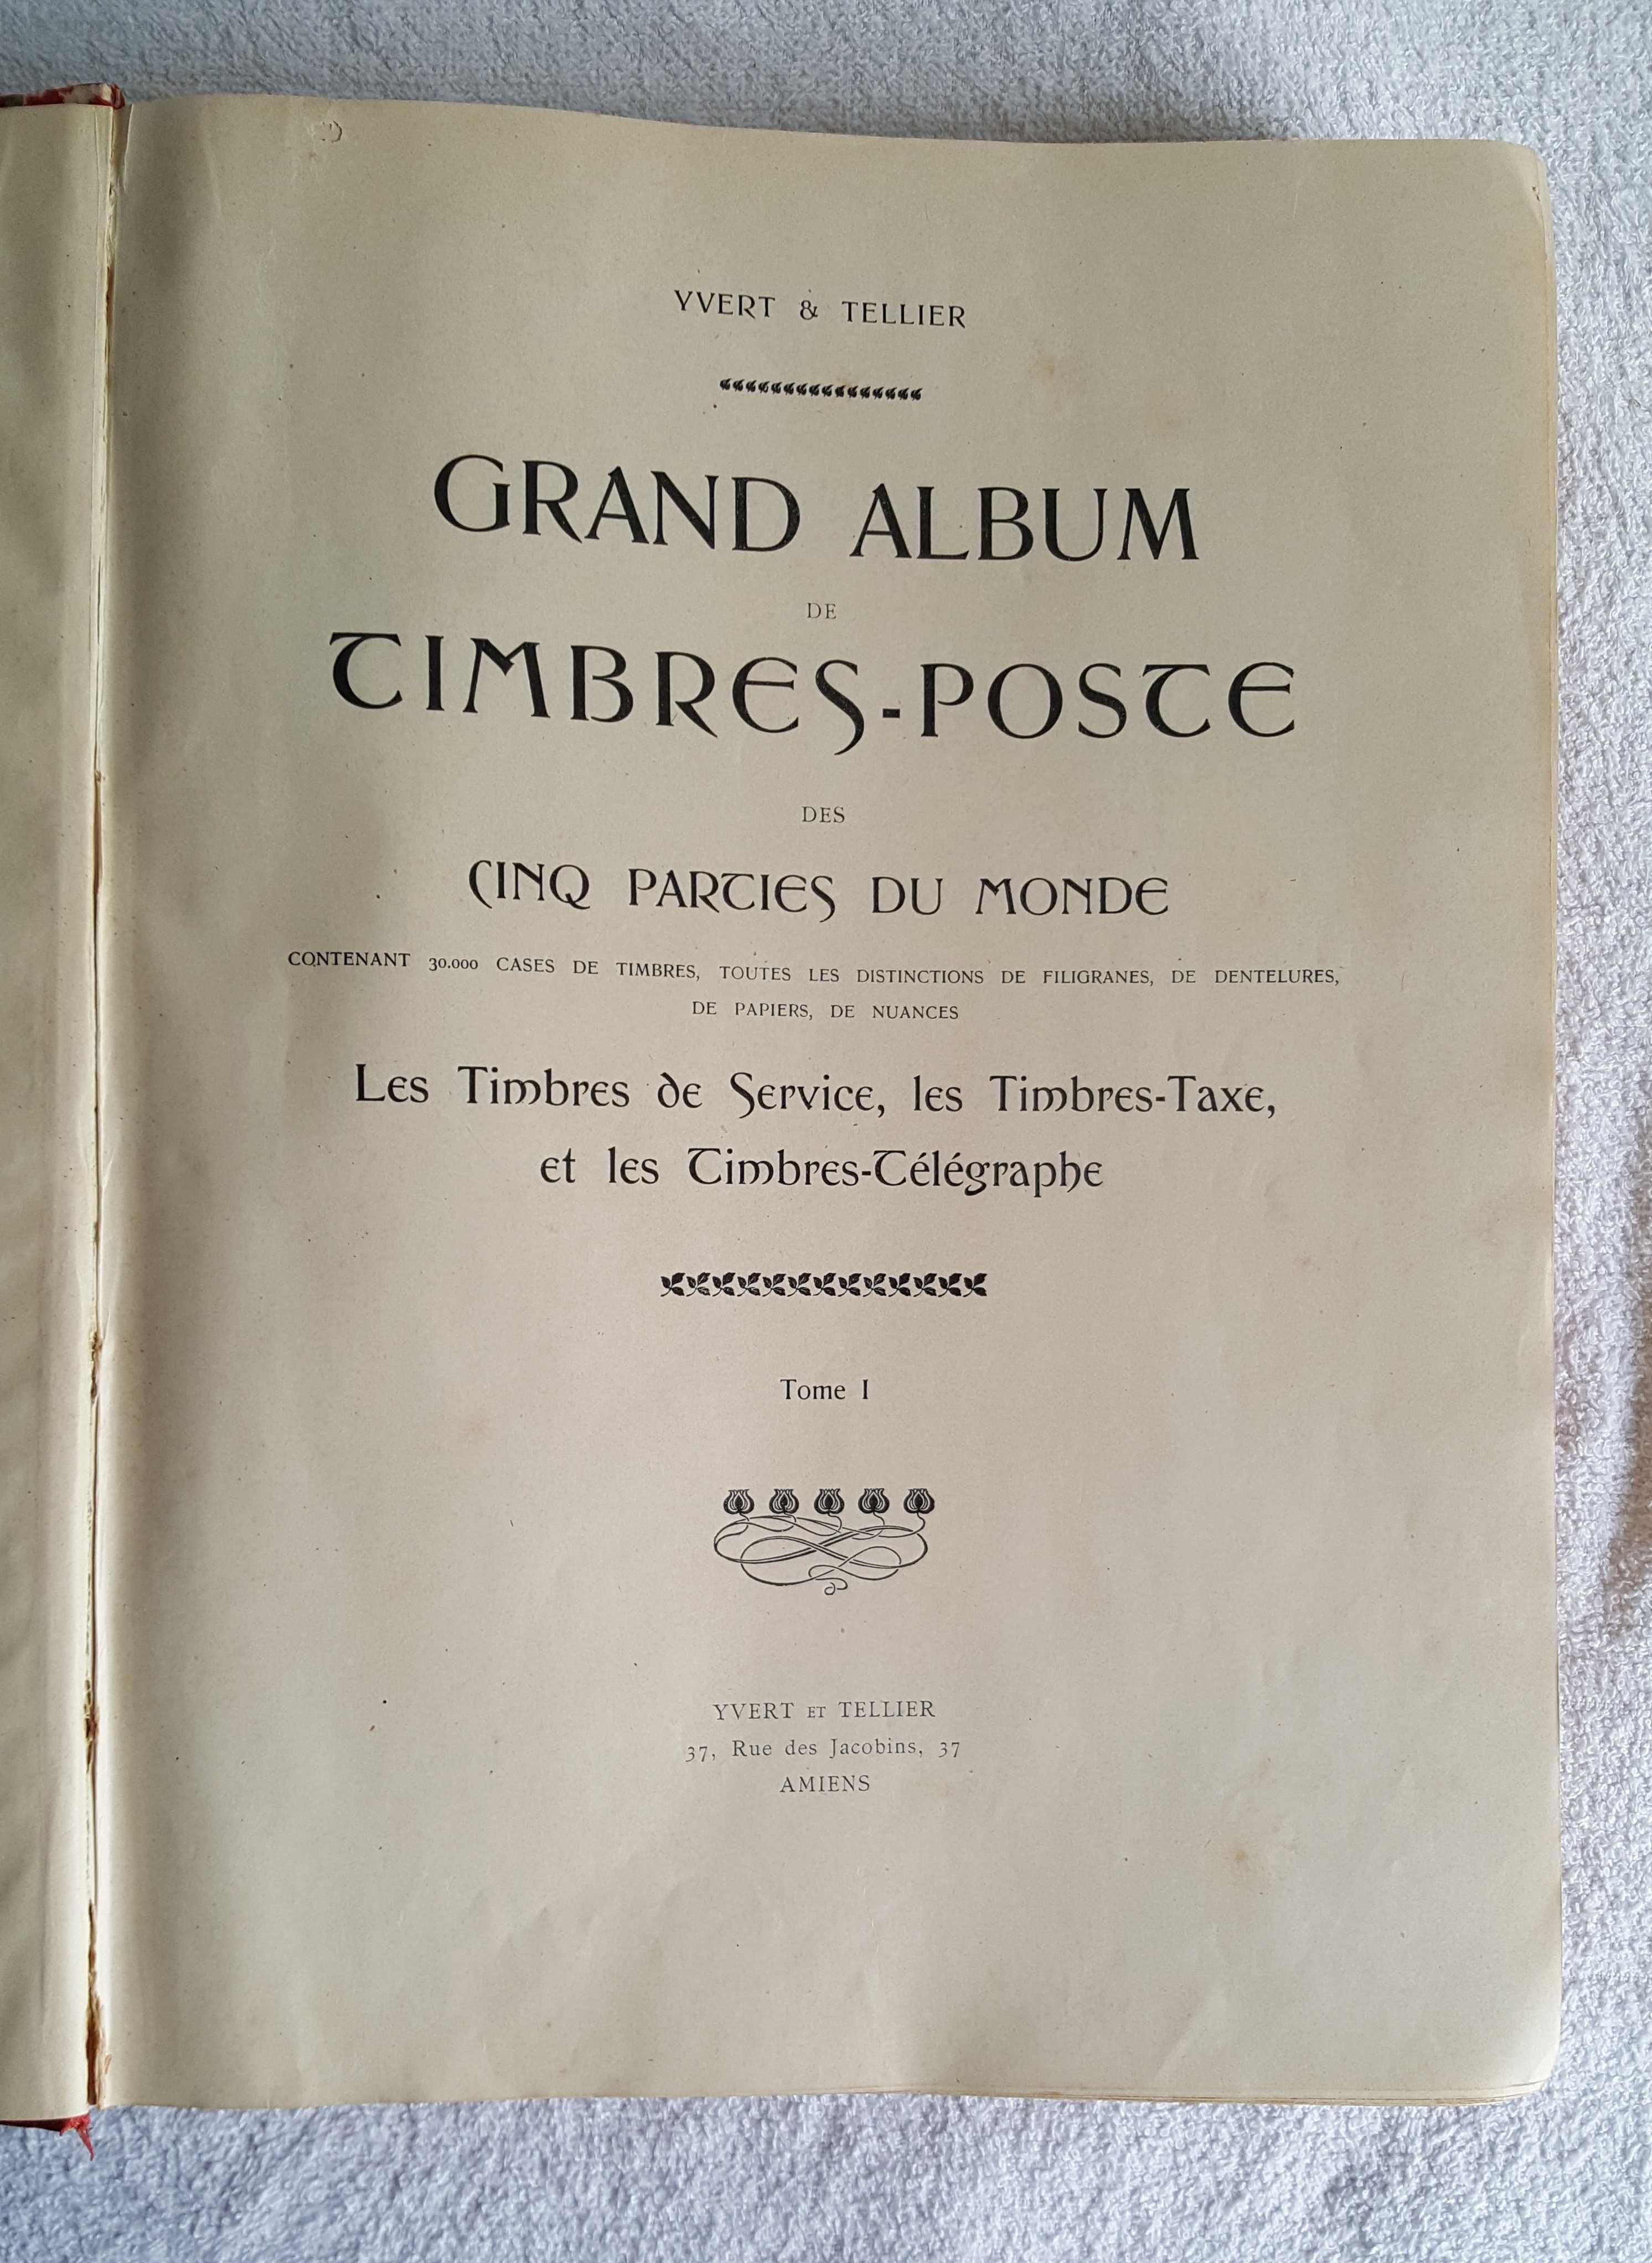 YVERT & TELLIER
GRAND ALBUM
DE
TIMBRES-POSTE
DES
CINQ PARTIES DU MONDE
CONTENANT 30.000 CASES DE TIMBRES, TOUTES LES DISTINCTIONS DE FILIGRANES, DE DENTELURES,
DE PAPIERS, DE NUANCES
Les Timbres de Service, les Timbres-Taxe,
et les Timbres-Télégraphe
Tome I
YVERT ET TELLIER
37, Rue des Jacobins, 37
AMIENS